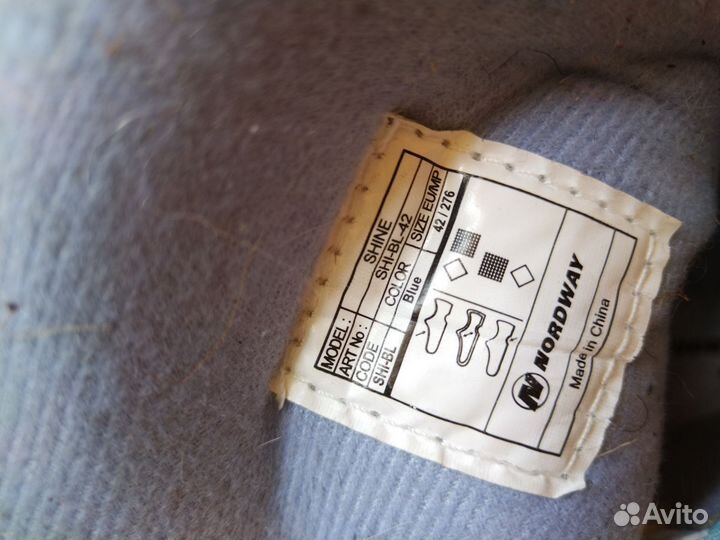 MODEL: SHINE
ART No: SHI-BL-42
CODE COLOR SIZE EU/MP
SHI-BL Blue 42 / 276
NORDWAY
Made in China
Avito